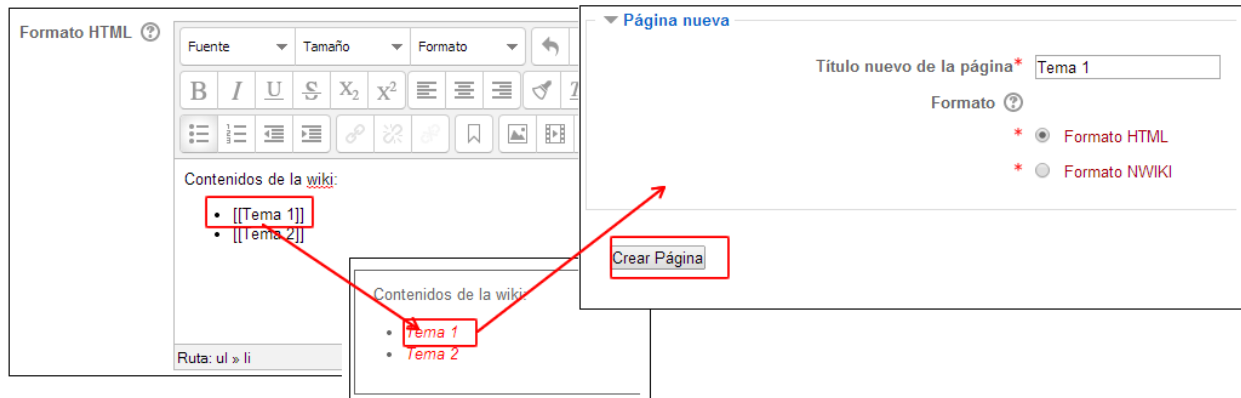 Formato HTML ?
Fuente Tamaño Formato
B I U S X₂ X²
Contenidos de la wiki:
[[Tema 1]]
[[Tema 2]]
Ruta: ul » li
Contenidos de la wiki:
Tema 1
Tema 2
Página nueva
Título nuevo de la página* Tema 1
Formato ?
* Formato HTML
* Formato NWIKI
Crear Página